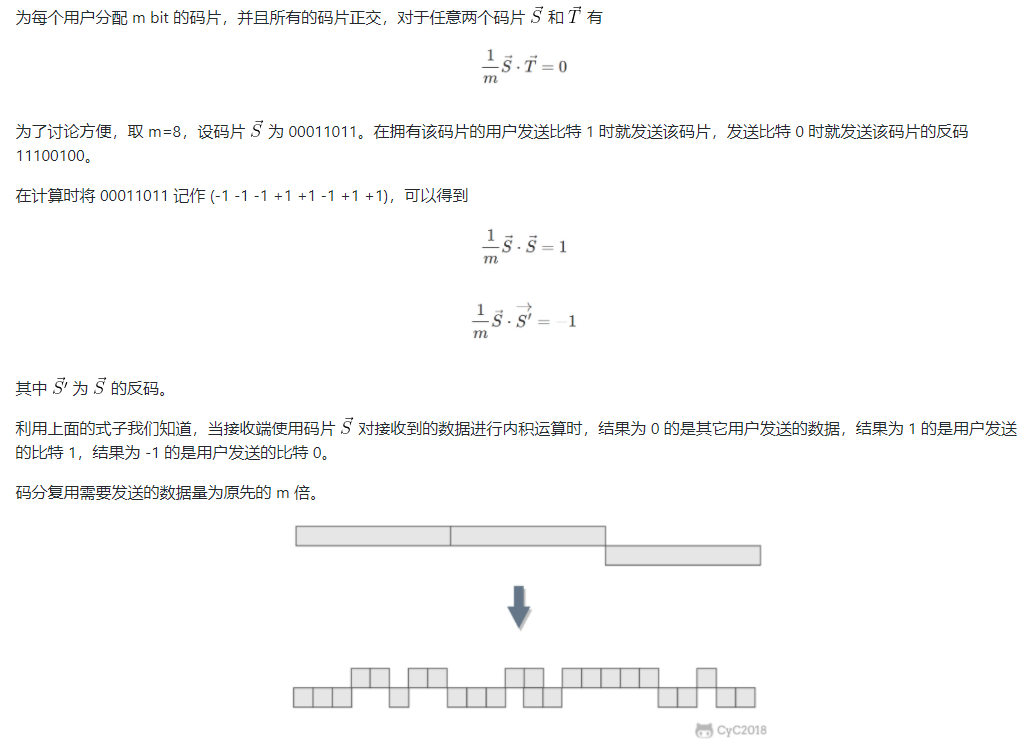 为每个用户分配 m bit 的码片，并且所有的码片正交，对于任意两个码片 $\vec{S}$ 和 $\vec{T}$ 有
$\frac{1}{m}\vec{S}\cdot\vec{T}=0$
为了讨论方便，取 m=8，设码片 $\vec{S}$ 为 00011011。在拥有该码片的用户发送比特 1 时就发送该码片，发送比特 0 时就发送该码片的反码
11100100。
在计算时将 00011011 记作 (-1 -1 -1 +1 +1 -1 +1 +1)，可以得到
$\frac{1}{m}\vec{S}\cdot\vec{S}=1$
$\frac{1}{m}\vec{S}\cdot\overrightarrow{S'}=-1$
其中 $\vec{S'}$ 为 $\vec{S}$ 的反码。
利用上面的式子我们知道，当接收端使用码片 $\vec{S}$ 对接收到的数据进行内积运算时，结果为 0 的是其它用户发送的数据，结果为 1 的是用户发送
的比特 1，结果为 -1 的是用户发送的比特 0。
码分复用需要发送的数据量为原先的 m 倍。
CyC2018